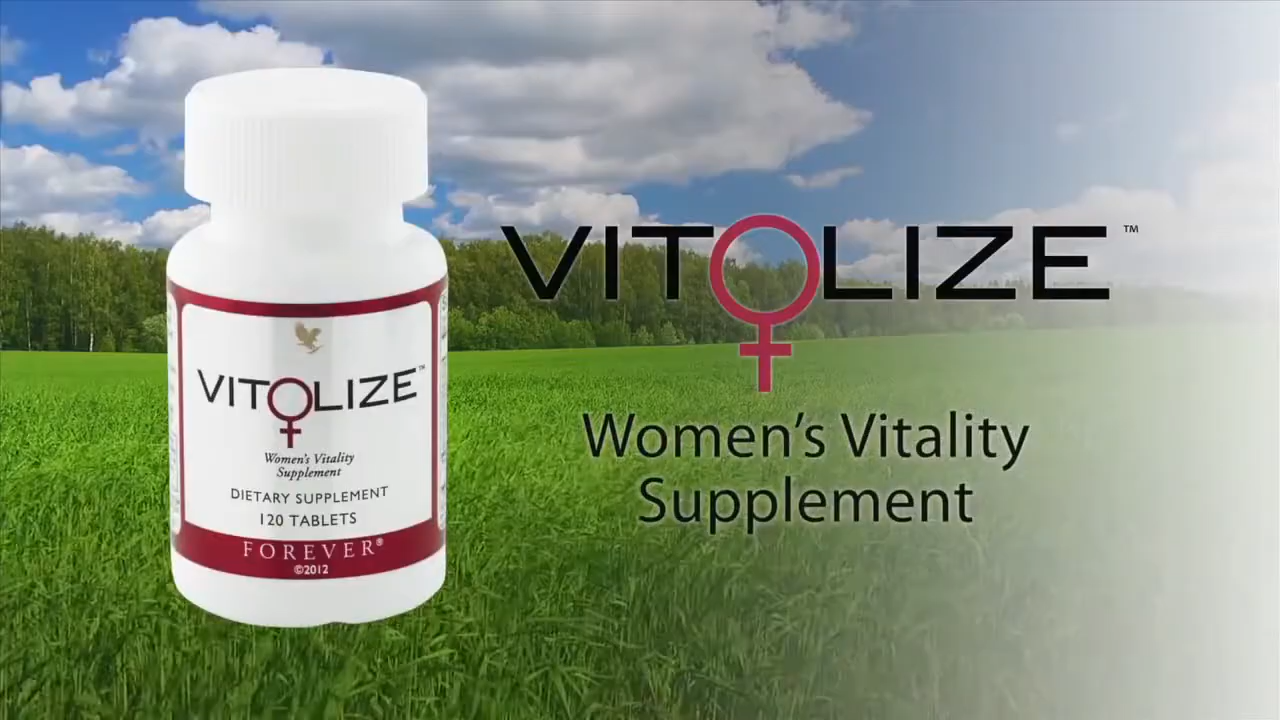 VITOLIZE™
Women's Vitality
Supplement
DIETARY SUPPLEMENT
120 TABLETS
FOREVER®
©2012
VITOLIZE™
Women's Vitality
Supplement